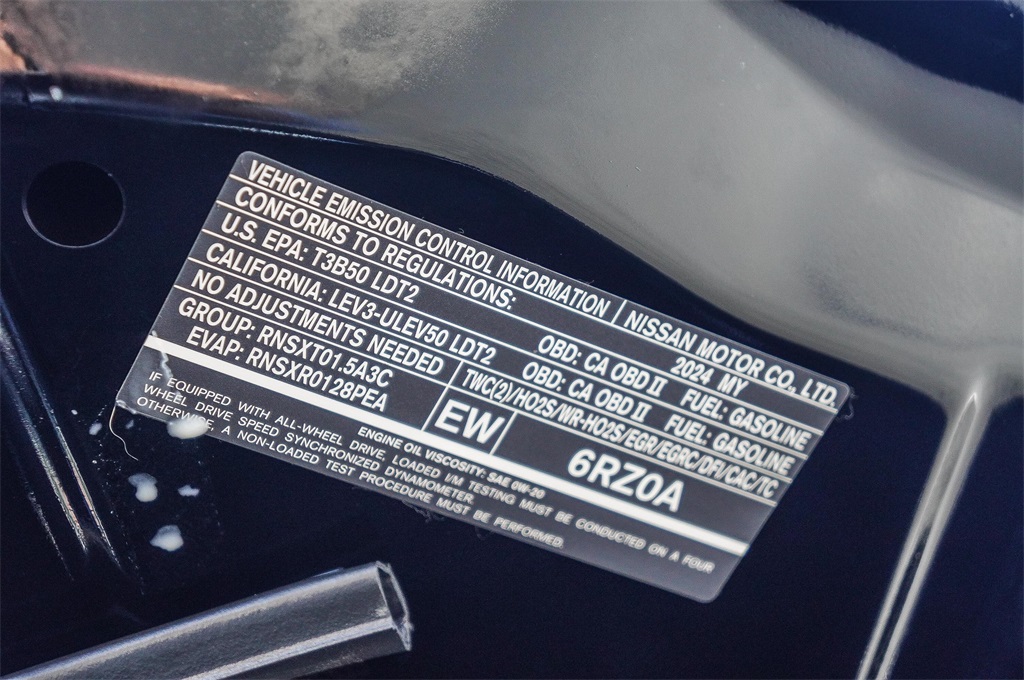 VEHICLE EMISSION CONTROL INFORMATION NISSAN MOTOR CO., LTD.
CONFORMS TO REGULATIONS: 2024 MY
U.S. EPA: T3B50 LDT2 OBD: CA OBD II FUEL: GASOLINE
CALIFORNIA: LEV3-ULEV50 LDT2 OBD: CA OBD II FUEL: GASOLINE
NO ADJUSTMENTS NEEDED TWC(2)/HO2S/WR-HO2S/EGR/EGRC/DFI/CAC/TC
GROUP: RNSXT01.5A3C
EVAP: RNSXR0128PEA
EW 6RZ0A
ENGINE OIL VISCOSITY: SAE 0W-20
IF EQUIPPED WITH ALL-WHEEL DRIVE, LOADED I/M TESTING MUST BE CONDUCTED ON A FOUR
WHEEL DRIVE SPEED SYNCHRONIZED DYNAMOMETER.
OTHERWISE, A NON-LOADED TEST PROCEDURE MUST BE PERFORMED.